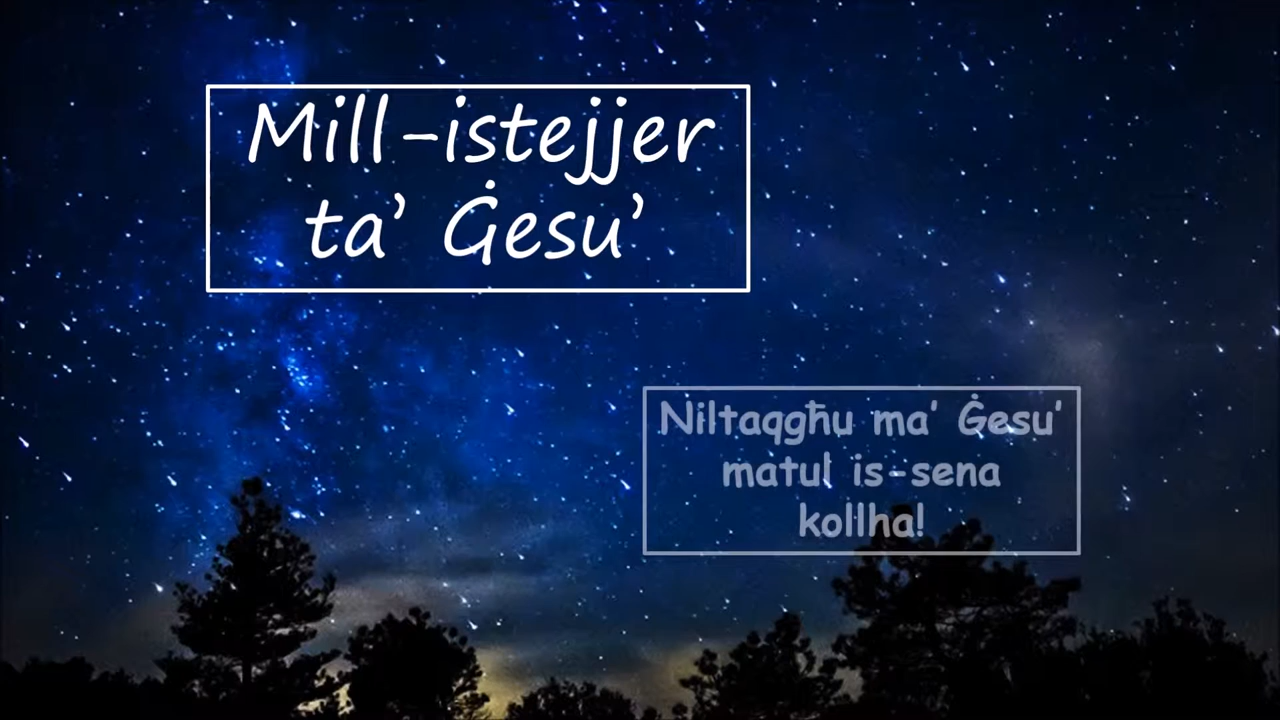 Mill-istejjer
ta’ Ġesu’
Niltaqgħu ma’ Ġesu’
matul is-sena
kollha!